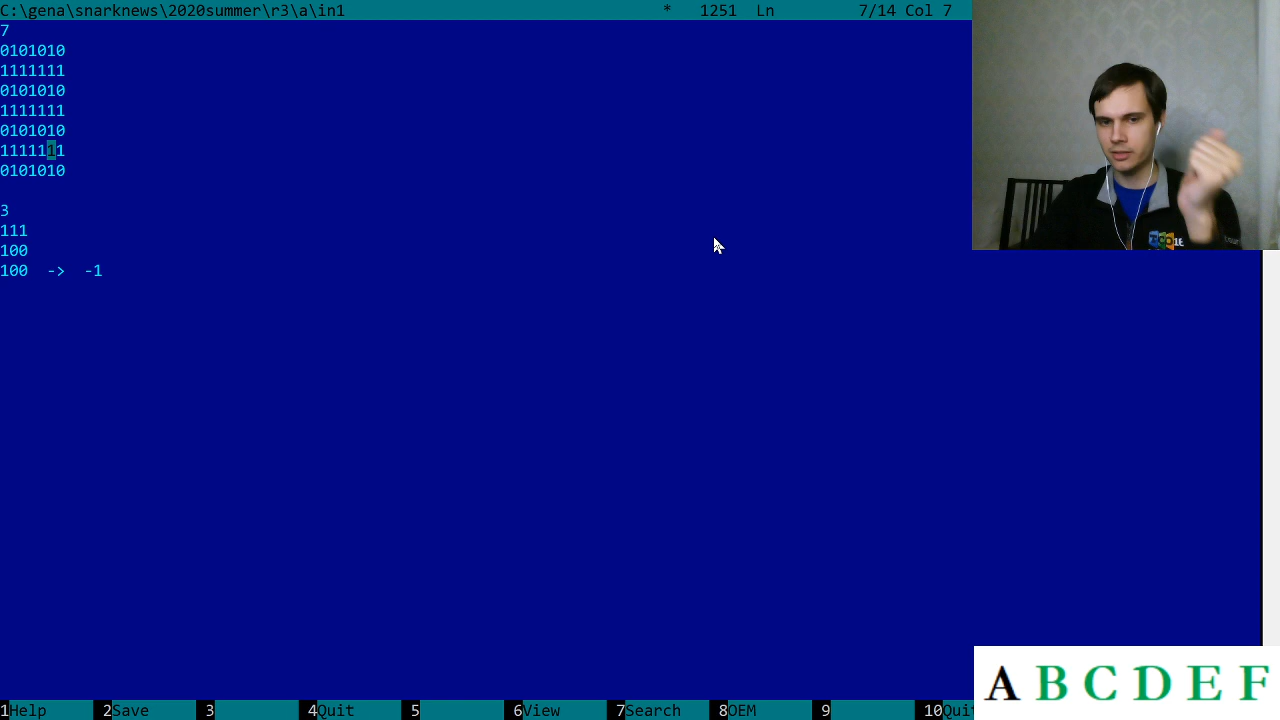 C:\gena\snarknews\2020summer\r3\a\in1 * 1251 Ln 7/14 Col 7
7
0101010
1111111
0101010
1111111
0101010
1111111
0101010
3
111
100
100 -> -1
A B C D E F
1Help 2Save 3 4Quit 5 6View 7Search 8OEM 9 10Qui